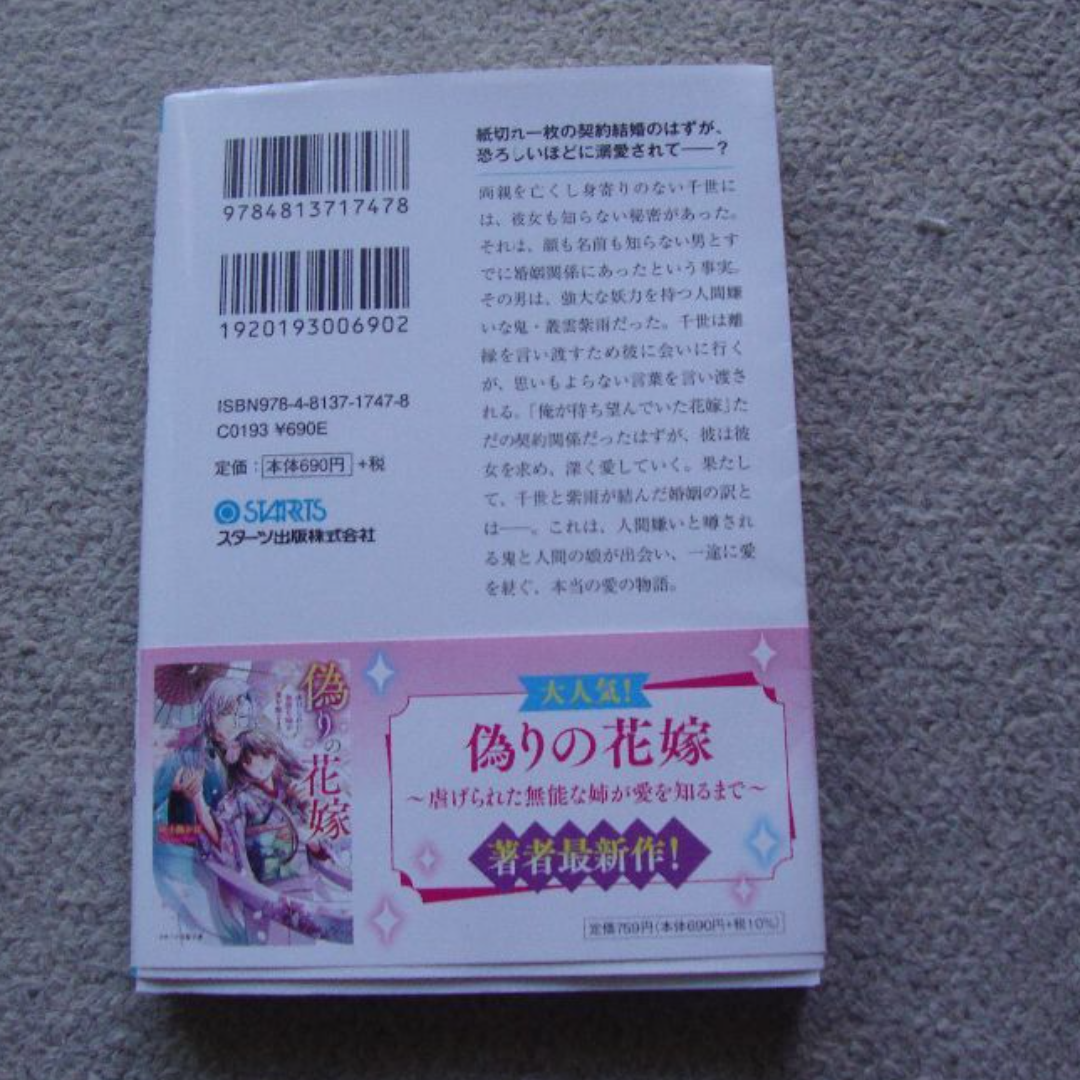 9784813717478
1920193006902
ISBN978-4-8137-1747-8
C0193 ¥690E
定価：本体690円+税
STARTS
スターツ出版株式会社
紙切れ一枚の契約結婚のはずが、
恐ろしいほどに溺愛されて――？
両親を亡くし身寄りのない千世に
は、彼女も知らない秘密があった。
それは、顔も名前も知らない男とす
でに婚姻関係にあったという事実。
その男は、強大な妖力を持つ人間嫌
いな鬼・叢雲紫雨だった。千世は離
縁を言い渡すため彼に会いに行く
が、思いもよらない言葉を言い渡さ
れる。「俺が待ち望んでいた花嫁」た
だの契約関係だったはずが、彼は彼
女を求め、深く愛していく。果たし
て、千世と紫雨が結んだ婚姻の訳と
は――。これは、人間嫌いと噂され
る鬼と人間の娘が出会い、一途に愛
を紡ぐ、本当の愛の物語。
偽りの花嫁
大人気！
偽りの花嫁
～虐げられた無能な姉が愛を知るまで～
著者最新作！
定価759円（本体690円+税10%）